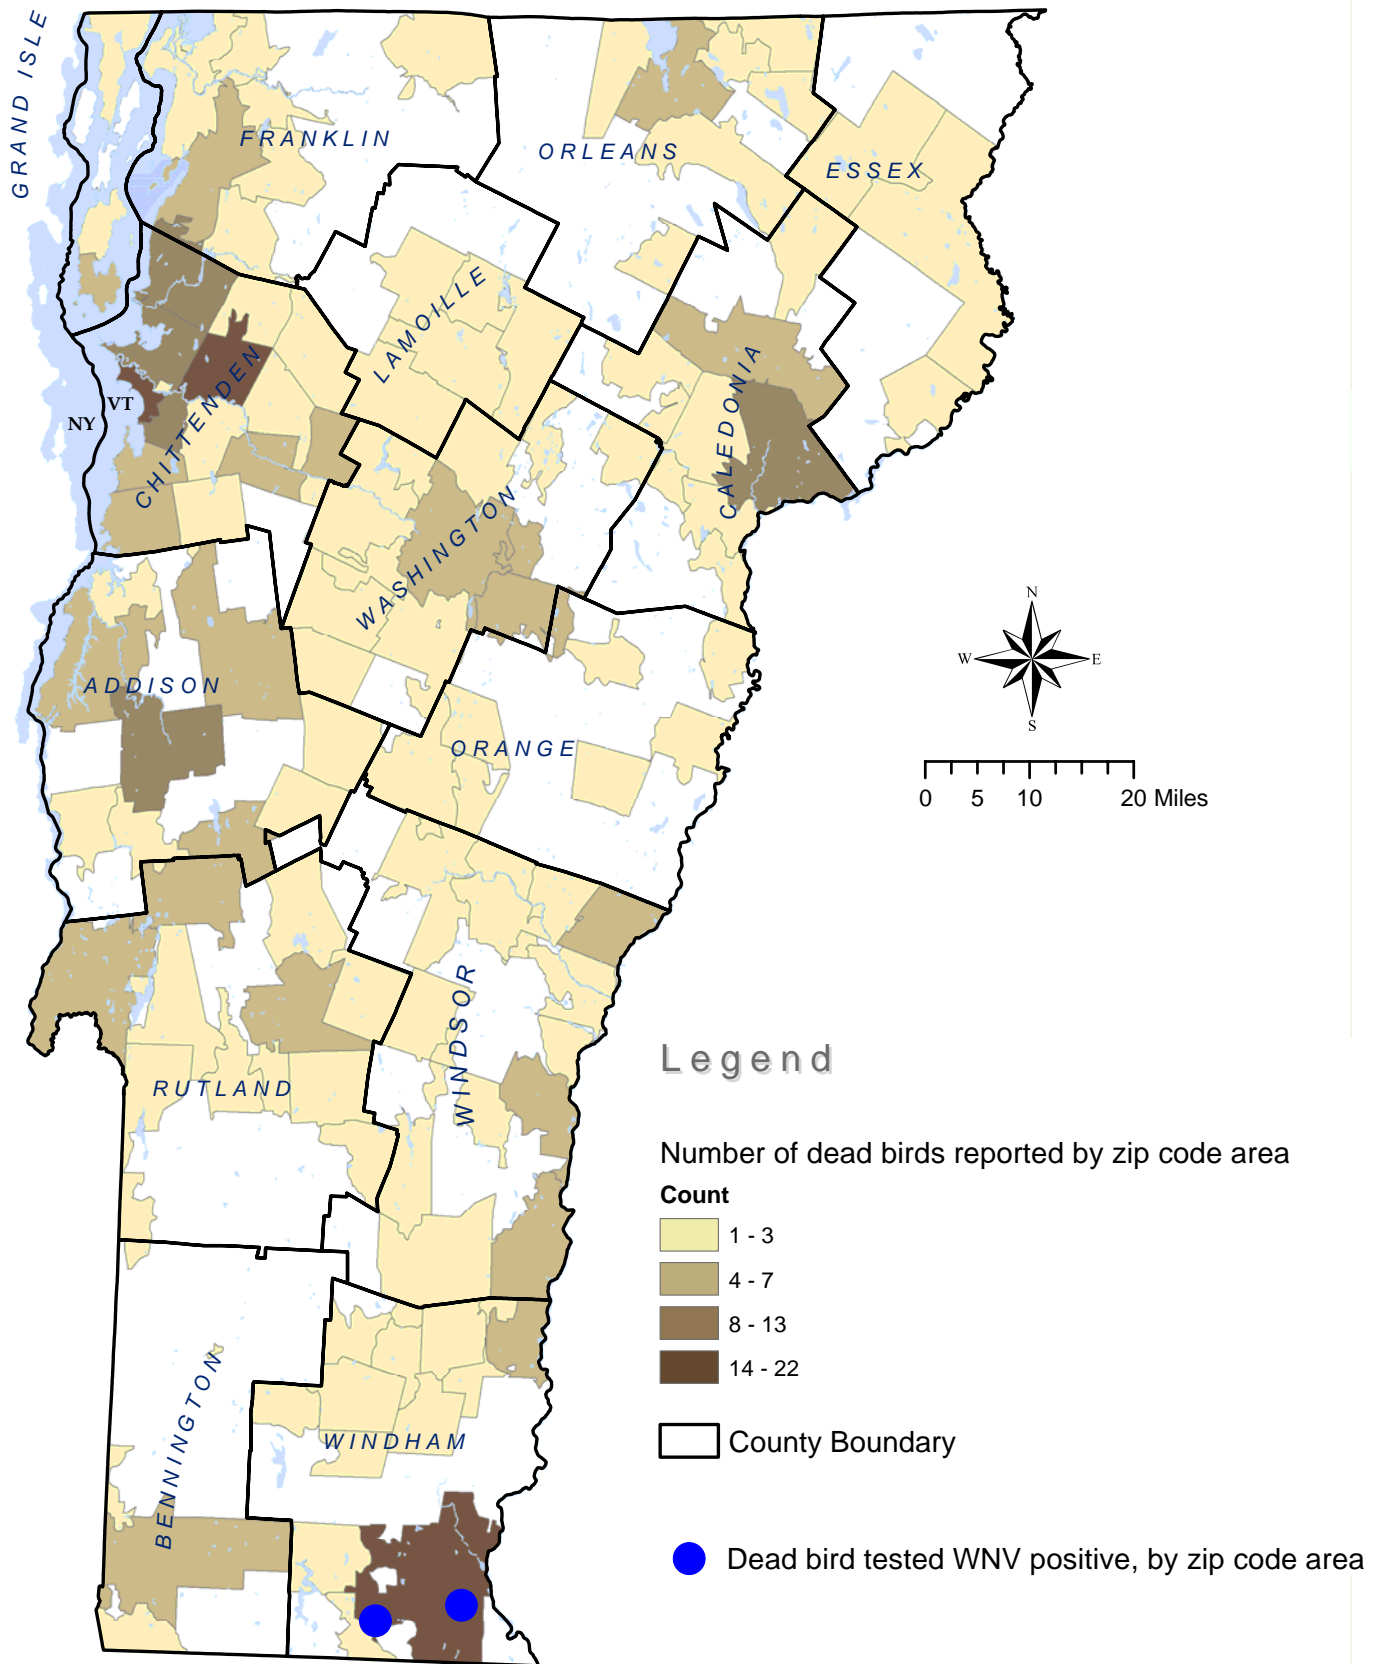 GRAND ISLE
FRANKLIN
ORLEANS
ESSEX
LAMOILLE
CHITTENDEN
CALEDONIA
NY
VT
WASHINGTON
ADDISON
ORANGE
N
W
E
S
0 5 10 20 Miles
WINDSOR
RUTLAND
BENNINGTON
WINDHAM
Legend
Number of dead birds reported by zip code area
Count
1 - 3
4 - 7
8 - 13
14 - 22
County Boundary
Dead bird tested WNV positive, by zip code area